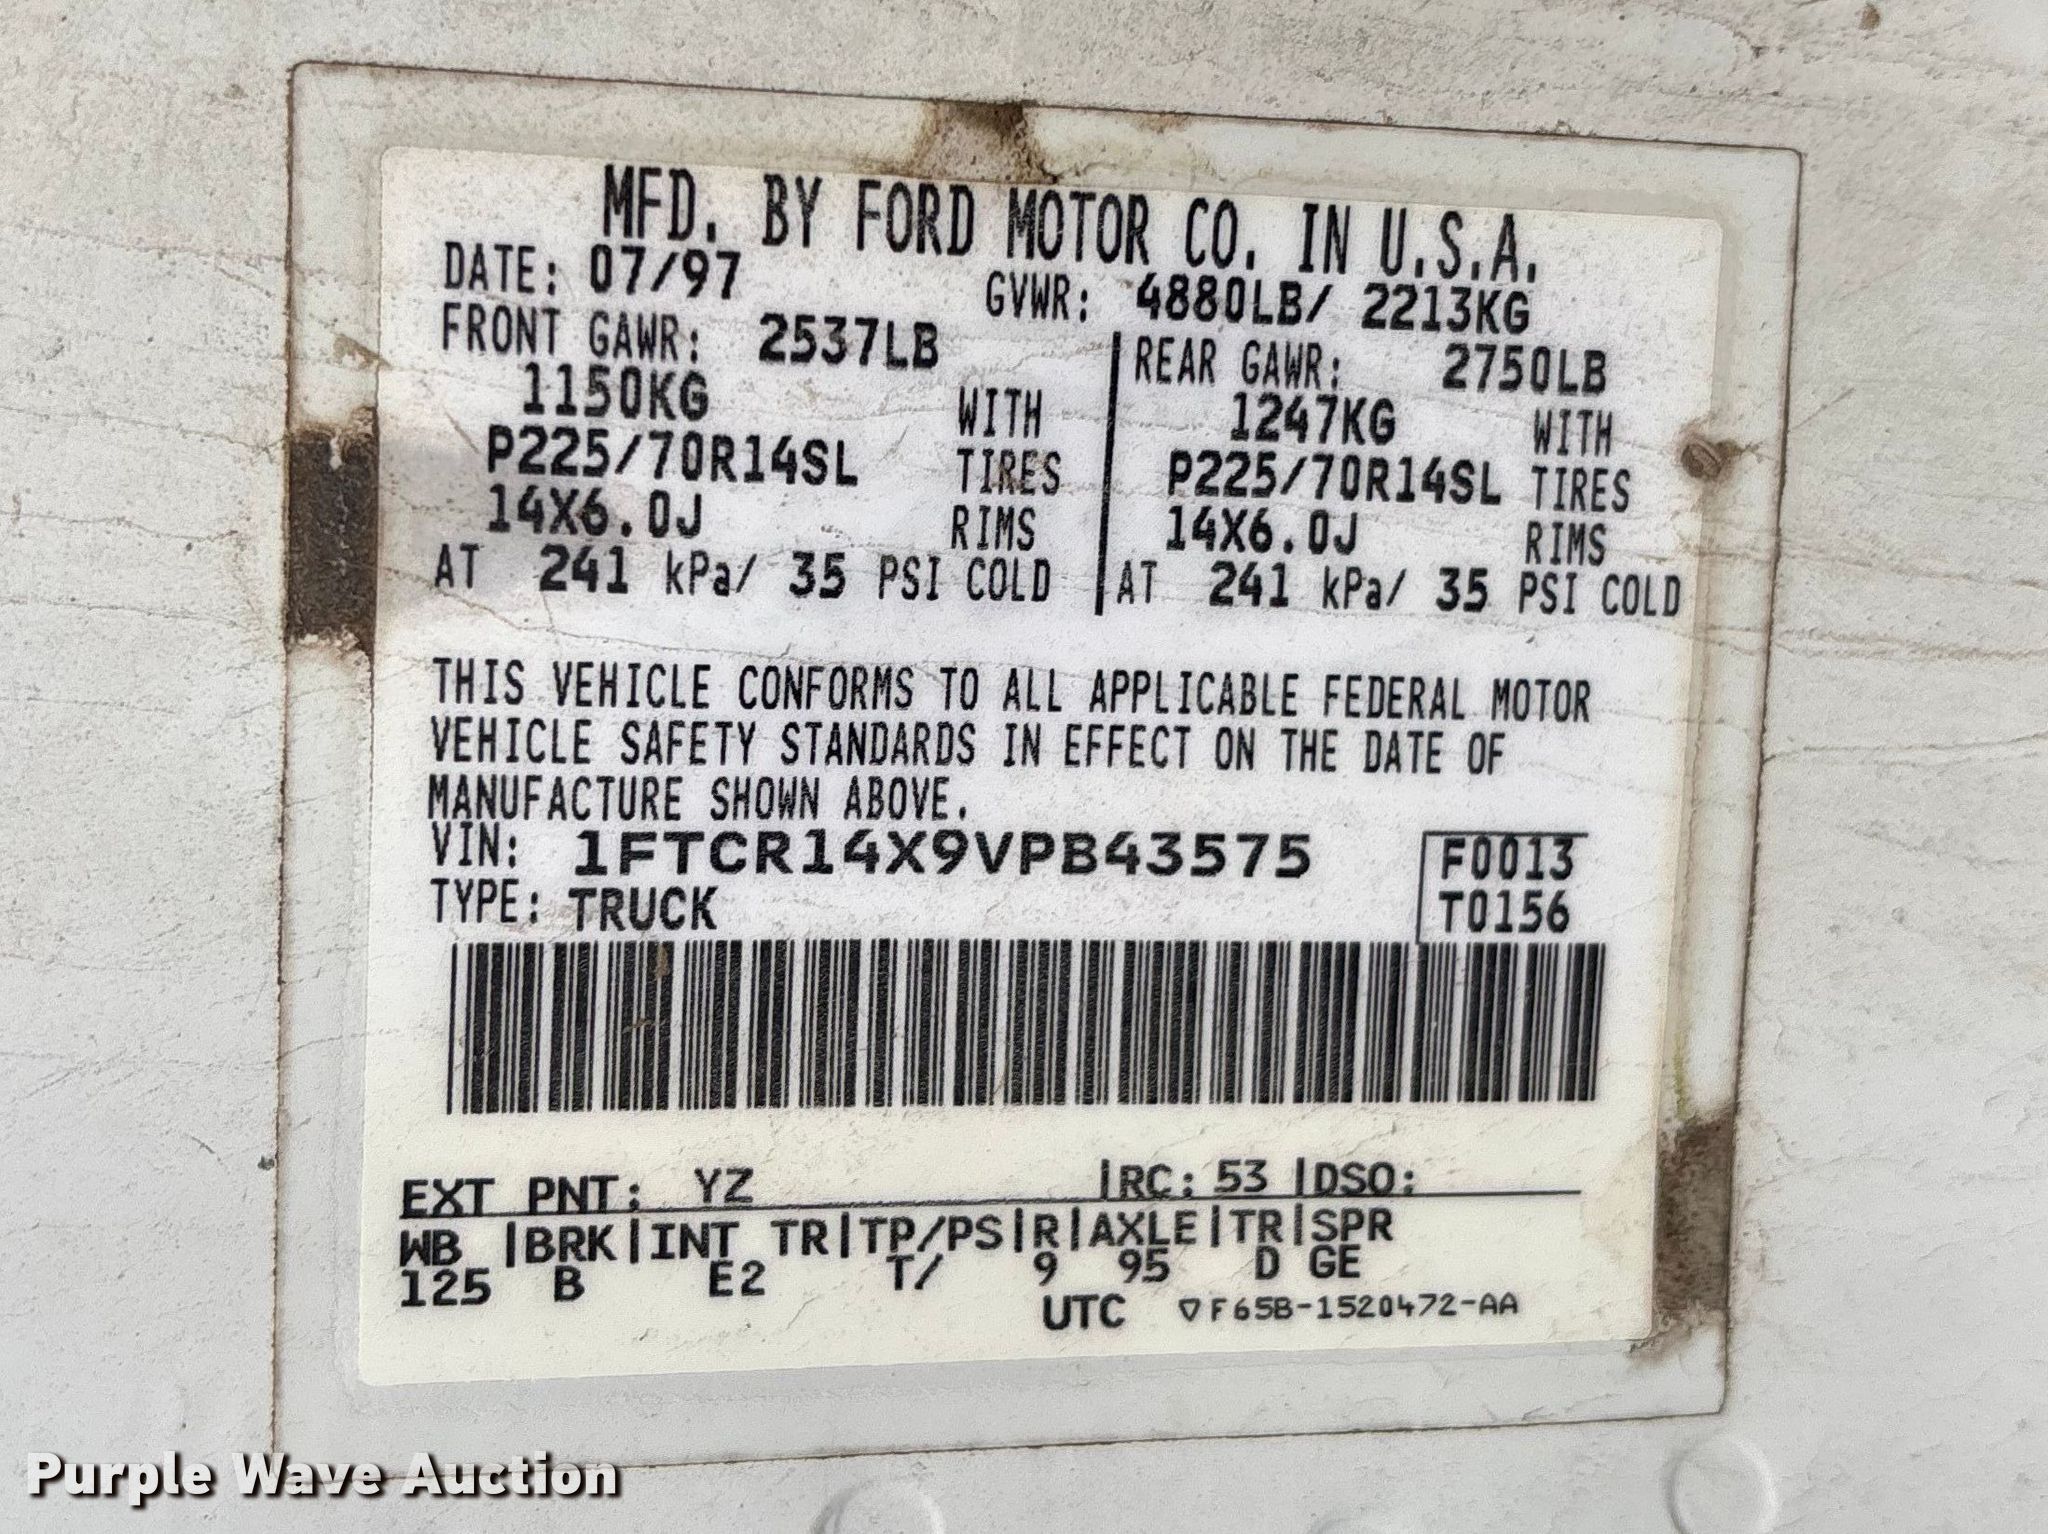 MFD. BY FORD MOTOR CO. IN U.S.A.
DATE: 07/97 GVWR: 4880LB/ 2213KG
FRONT GAWR: 2537LB
1150KG WITH
P225/70R14SL TIRES
14X6.0J RIMS
AT 241 kPa/ 35 PSI COLD
REAR GAWR: 2750LB
1247KG WITH
P225/70R14SL TIRES
14X6.0J RIMS
AT 241 kPa/ 35 PSI COLD
THIS VEHICLE CONFORMS TO ALL APPLICABLE FEDERAL MOTOR
VEHICLE SAFETY STANDARDS IN EFFECT ON THE DATE OF
MANUFACTURE SHOWN ABOVE.
VIN: 1FTCR14X9VPB43575
TYPE: TRUCK
F0013
T0156
EXT PNT: YZ |RC: 53 |DSO:
WB |BRK|INT TR|TP/PS|R|AXLE|TR|SPR
125 B E2 T/ 9 95 D GE
UTC ▽F65B-1520472-AA
Purple Wave Auction